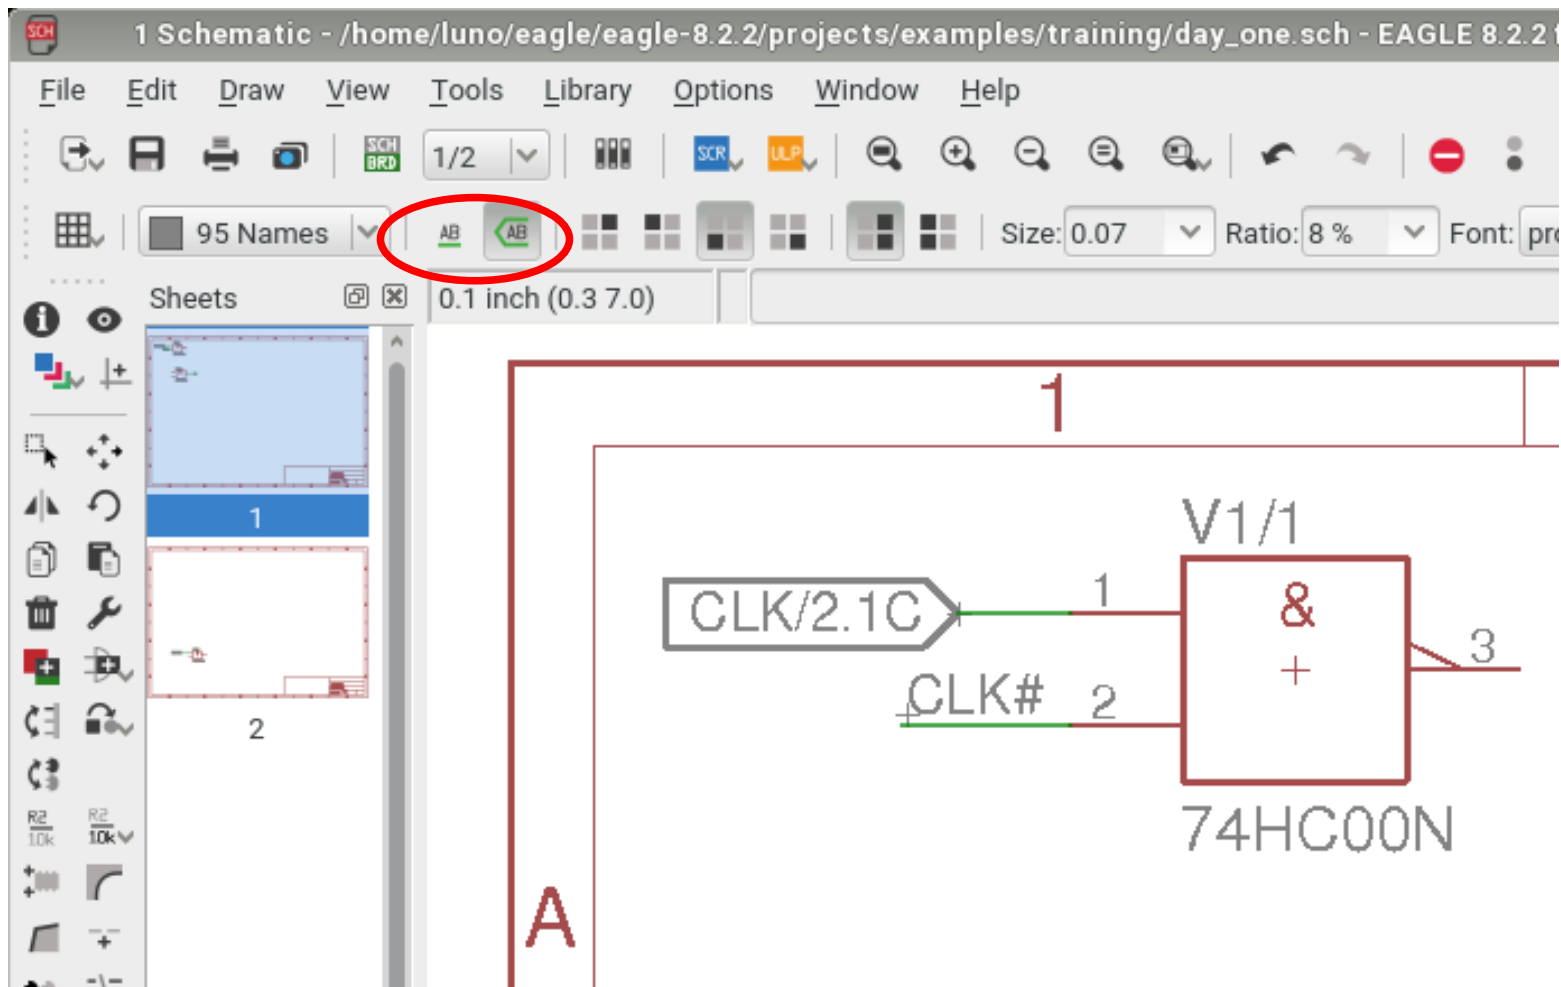 SCH
1 Schematic - /home/luno/eagle/eagle-8.2.2/projects/examples/training/day_one.sch - EAGLE 8.2.2
File Edit Draw View Tools Library Options Window Help
SCH BRD 1/2 SCR ULP
95 Names AB AB Size: 0.07 Ratio: 8 % Font: pro
Sheets 0.1 inch (0.3 7.0)
1
1
2
V1/1
CLK/2.1C 1 & 3
CLK# 2
74HC00N
R2 10k R2 10k
A